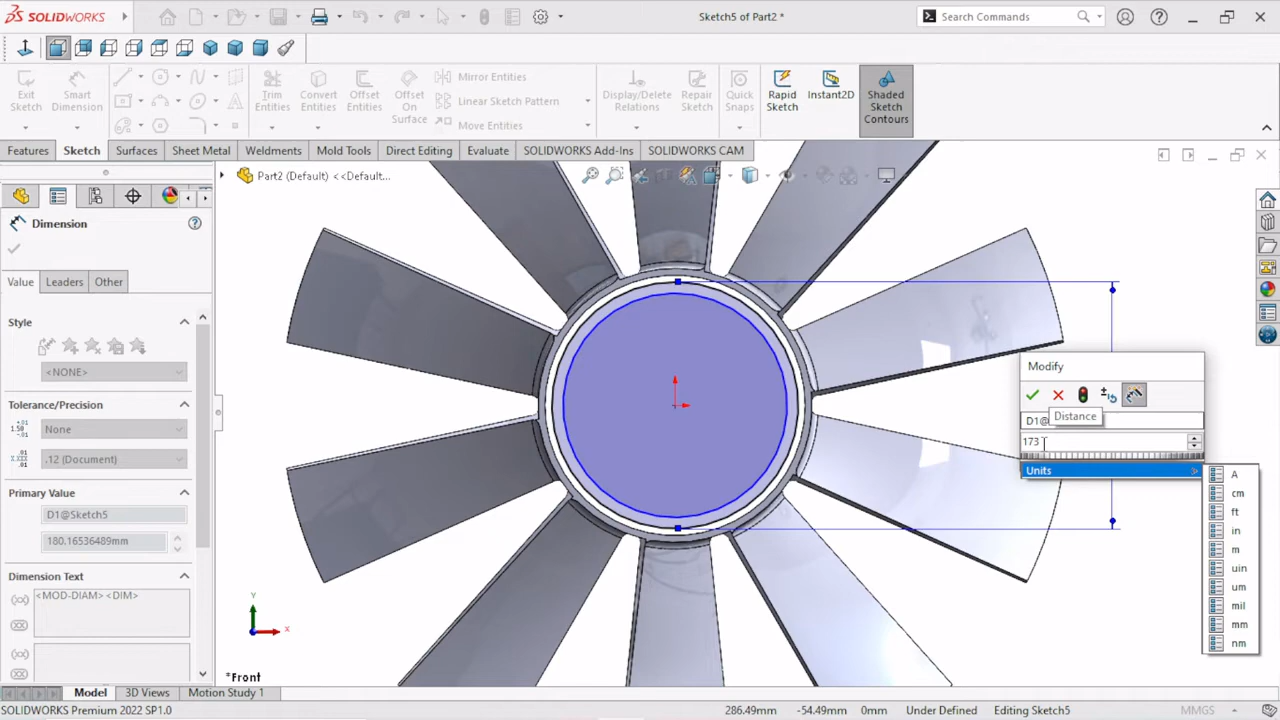 SOLIDWORKS
Sketch5 of Part2 *
Search Commands
Exit Sketch
Smart Dimension
Trim Entities
Convert Entities
Offset Entities
Offset On Surface
Mirror Entities
Linear Sketch Pattern
Move Entities
Display/Delete Relations
Repair Sketch
Quick Snaps
Rapid Sketch
Instant2D
Shaded Sketch Contours
Features
Sketch
Surfaces
Sheet Metal
Weldments
Mold Tools
Direct Editing
Evaluate
SOLIDWORKS Add-Ins
SOLIDWORKS CAM
Part2 (Default) <<Default...
Dimension
Value
Leaders
Other
Style
<NONE>
Tolerance/Precision
None
.12 (Document)
Primary Value
D1@Sketch5
180.16536489mm
Dimension Text
<MOD-DIAM><DIM>
Modify
Distance
D1@
173
Units
A
cm
ft
in
m
uin
um
mil
mm
nm
Y
X
*Front
Model
3D Views
Motion Study 1
SOLIDWORKS Premium 2022 SP1.0
286.49mm
-54.49mm
0mm
Under Defined
Editing Sketch5
MMGS